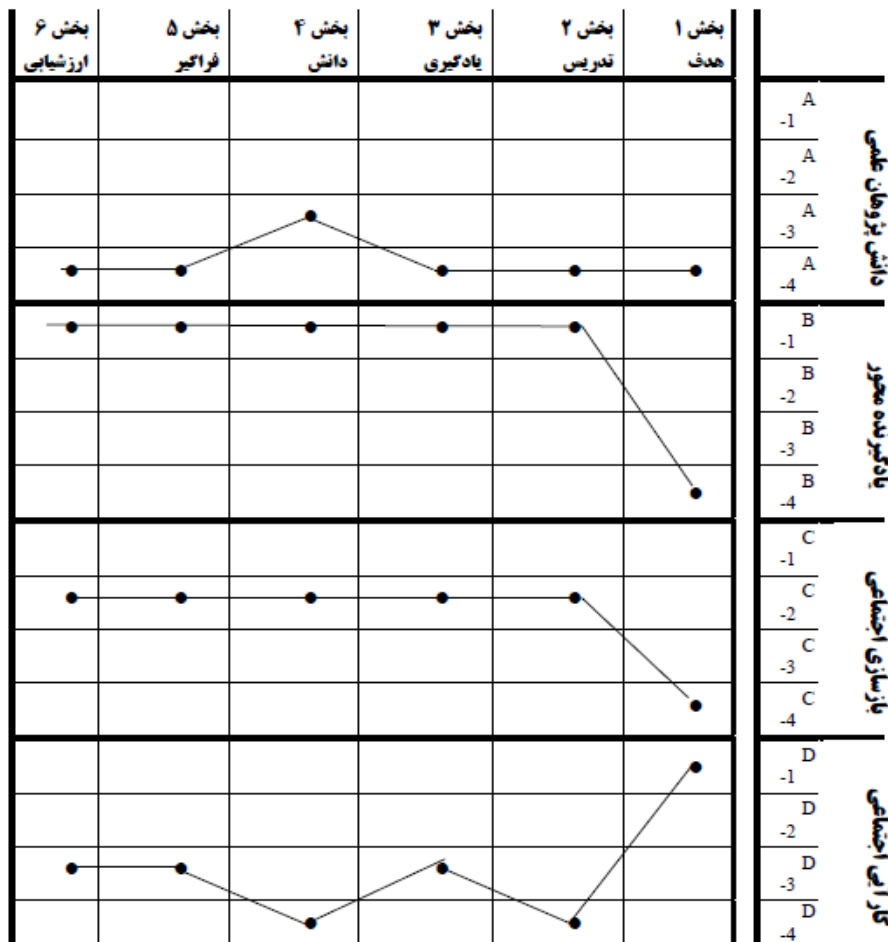 بخش ۱
هدف
بخش ۲
تدریس
بخش ۳
یادگیری
بخش ۴
دانش
بخش ۵
فراگیر
بخش ۶
ارزشیابی
دانش پژوهان علمی
A
-1
A
-2
A
-3
A
-4
یادگیرنده محور
B
-1
B
-2
B
-3
B
-4
بازسازی اجتماعی
C
-1
C
-2
C
-3
C
-4
کارایی اجتماعی
D
-1
D
-2
D
-3
D
-4